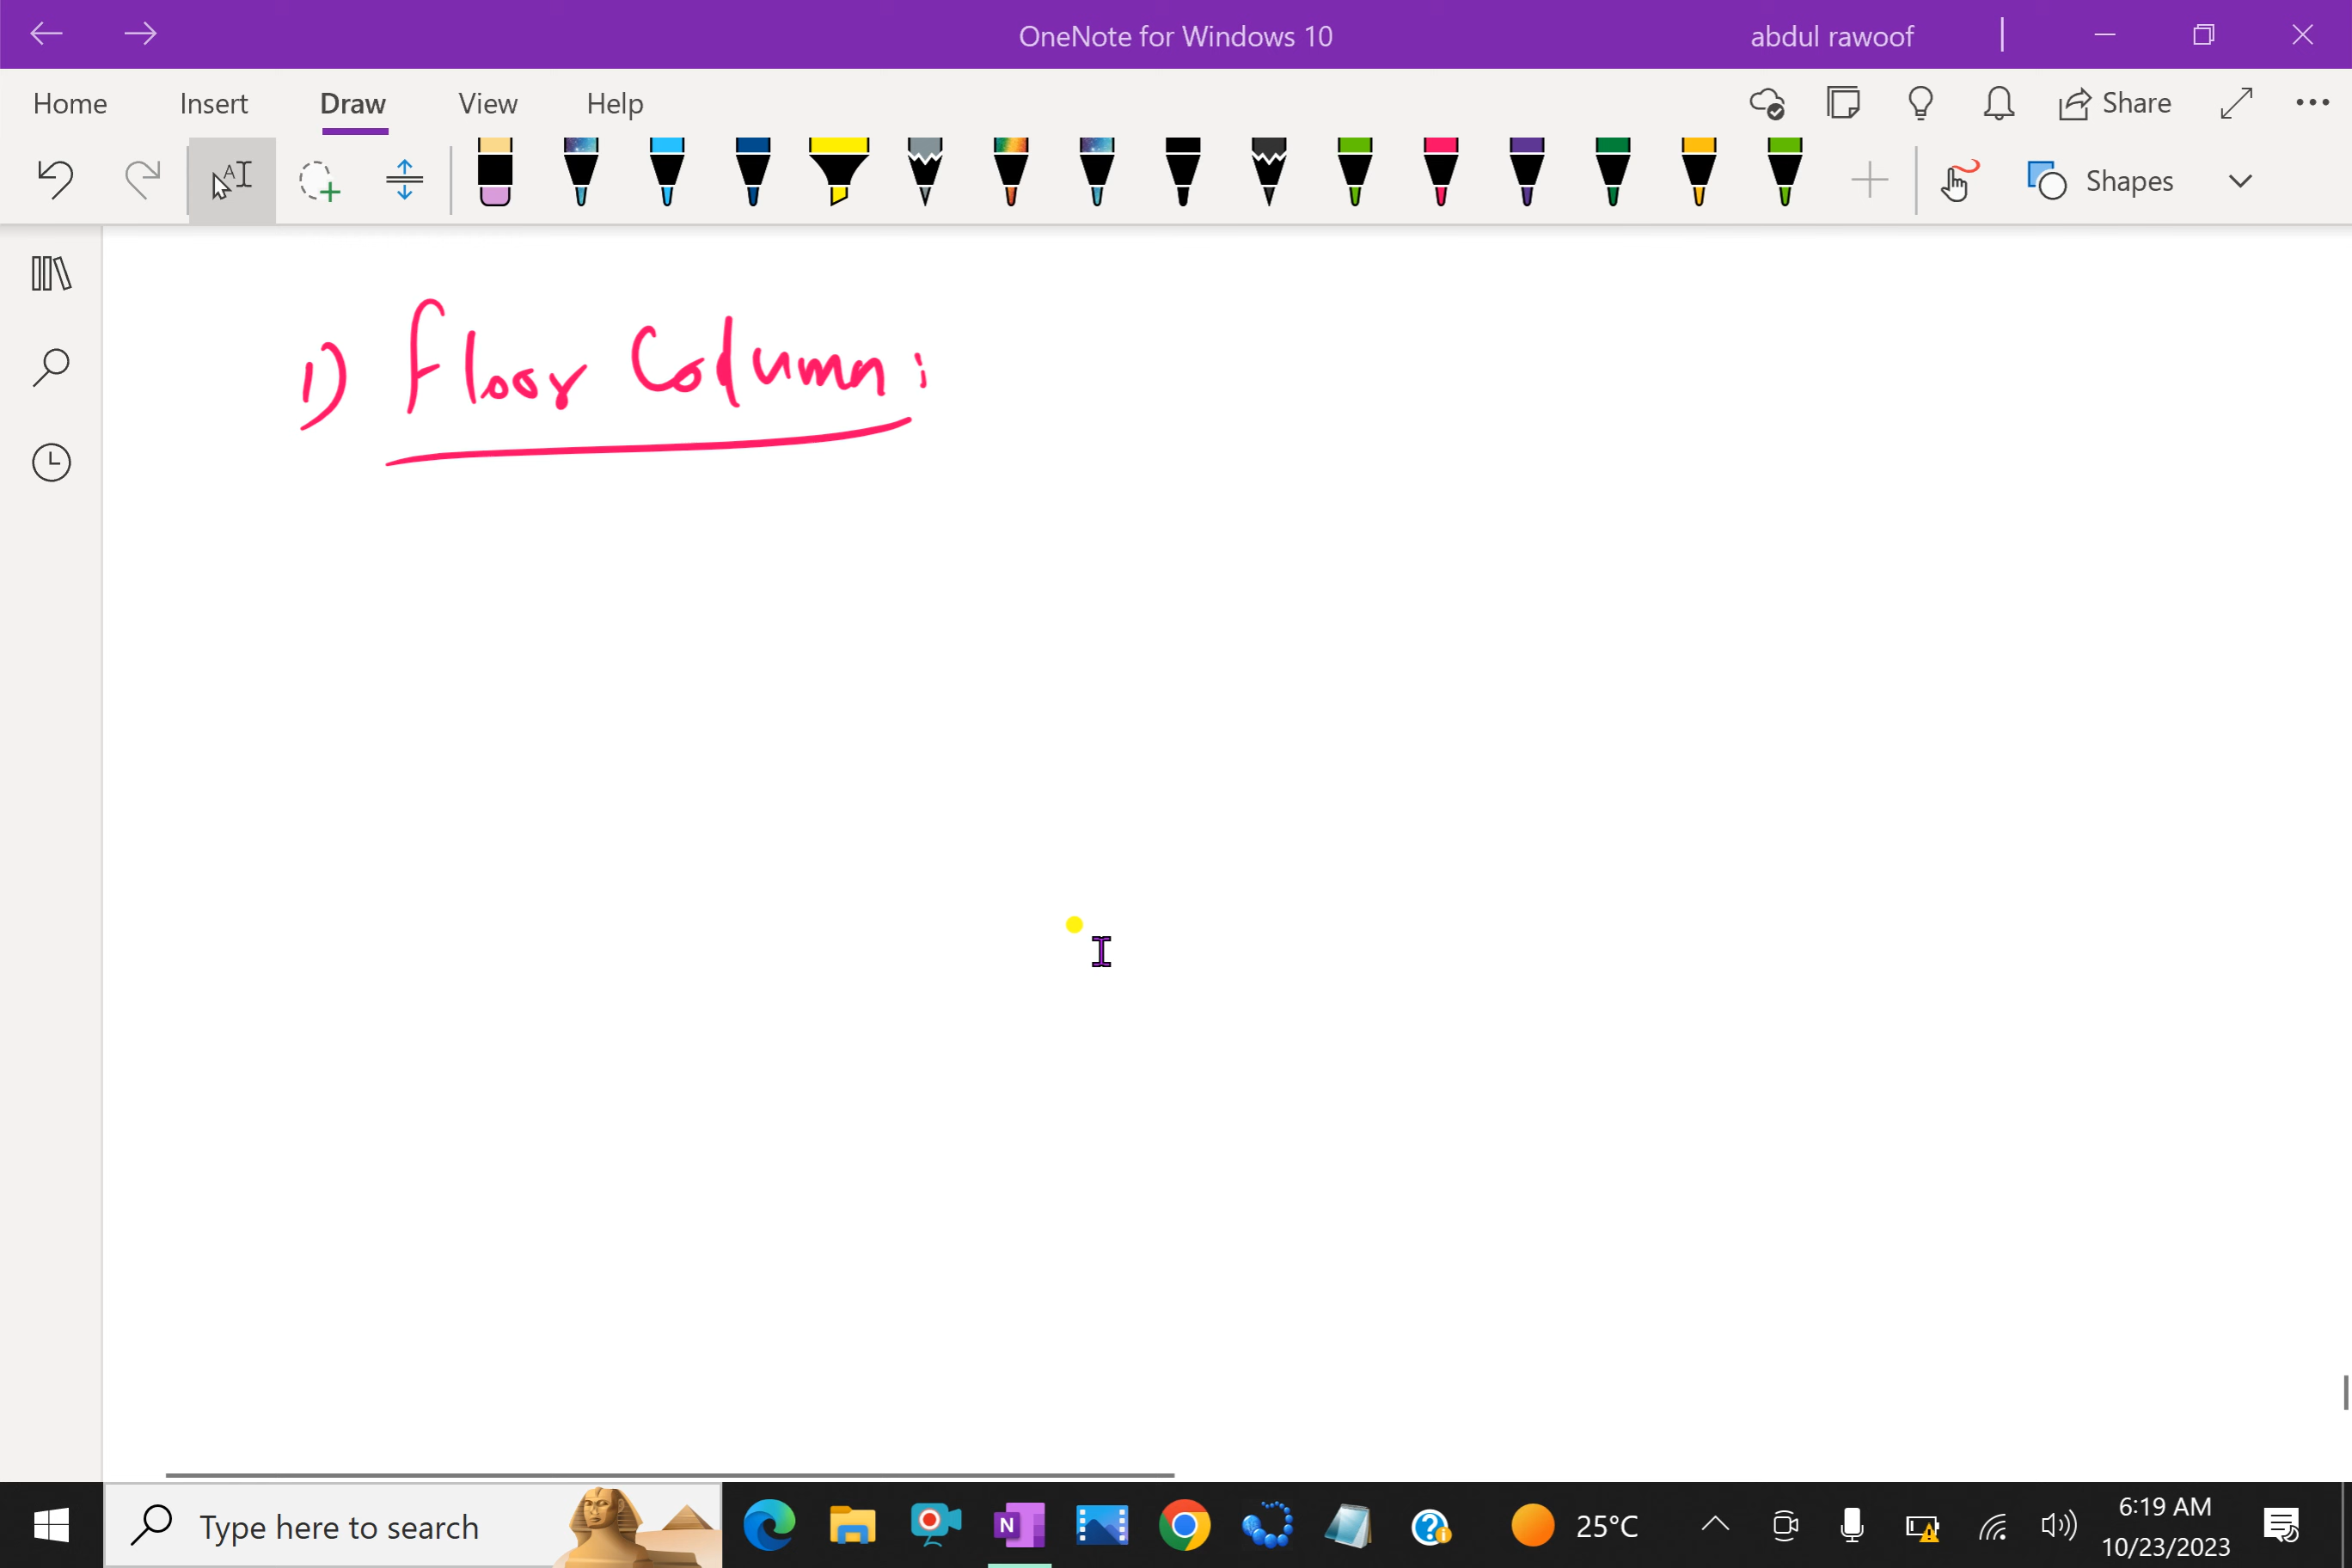 OneNote for Windows 10
abdul rawoof
Home Insert Draw View Help
Share
Shapes
1) Floor Column:
Type here to search
25°C
6:19 AM
10/23/2023